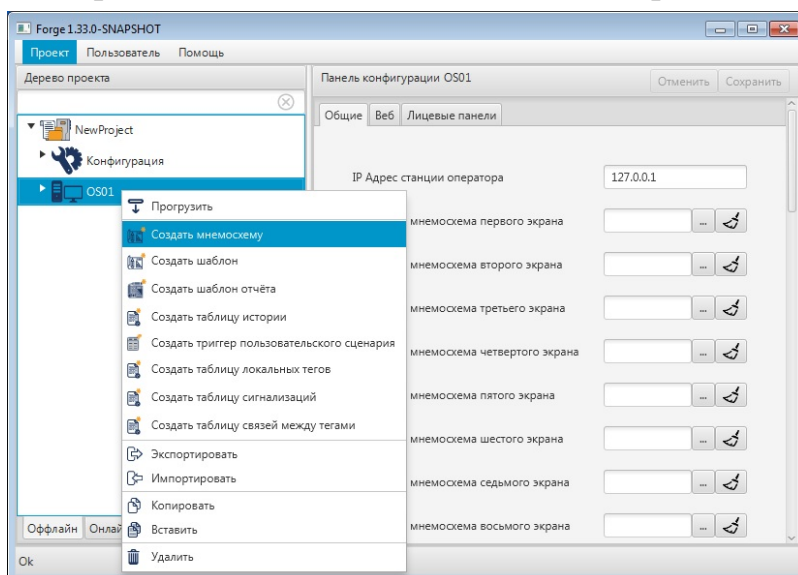 Forge 1.33.0-SNAPSHOT
Проект Пользователь Помощь
Дерево проекта
Панель конфигурации OS01
Отменить Сохранить
Общие Веб Лицевые панели
NewProject
Конфигурация
OS01
IP Адрес станции оператора 127.0.0.1
мнемосхема первого экрана ...
мнемосхема второго экрана ...
мнемосхема третьего экрана ...
мнемосхема четвертого экрана ...
мнемосхема пятого экрана ...
мнемосхема шестого экрана ...
мнемосхема седьмого экрана ...
мнемосхема восьмого экрана ...
Прогрузить
Создать мнемосхему
Создать шаблон
Создать шаблон отчёта
Создать таблицу истории
Создать триггер пользовательского сценария
Создать таблицу локальных тегов
Создать таблицу сигнализаций
Создать таблицу связей между тегами
Экспортировать
Импортировать
Копировать
Вставить
Удалить
Оффлайн Онлай
Ok